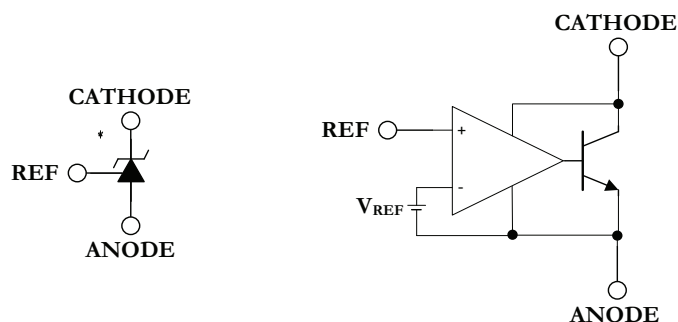 CATHODE
*
REF
ANODE
CATHODE
REF
+
-
VREF
ANODE